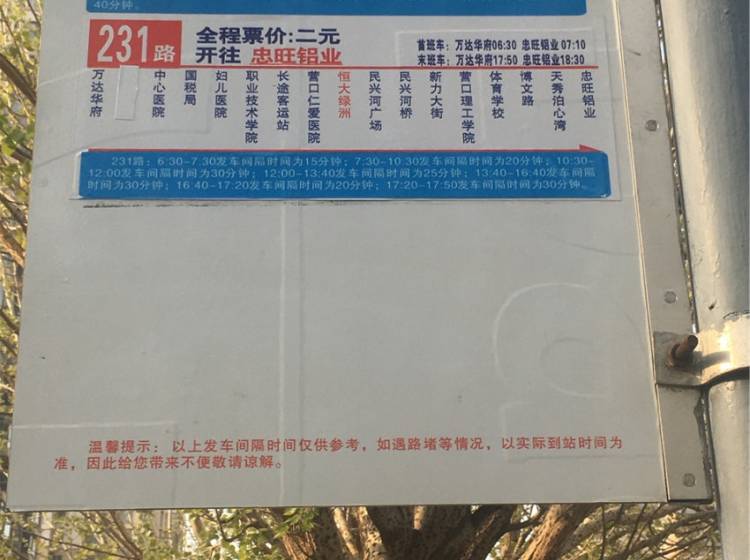 40分钟。
231路
全程票价:二元
开往 忠旺铝业
首班车：万达华府06:30 忠旺铝业07:10
末班车：万达华府17:50 忠旺铝业18:30
万达华府
中心医院
国税局
妇儿医院
职业技术学院
长途客运站
营口仁爱医院
恒大绿洲
民兴河广场
民兴河桥
新力大街
营口理工学院
体育学校
博文路
天秀泊心湾
忠旺铝业
231路：6:30-7.30发车间隔时间为15分钟；7:30-10:30发车间隔时间为20分钟；10:30-
12:00发车间隔时间为30分钟；12:00-13:40发车间隔时间为25分钟；13:40-16:40发车间隔
时间为30分钟；16:40-17:20发车间隔时间为20分钟；17:20-17:50发车间隔时间为30分钟。
温馨提示：以上发车间隔时间仅供参考，如遇路堵等情况，以实际到站时间为
准，因此给您带来不便敬请谅解。